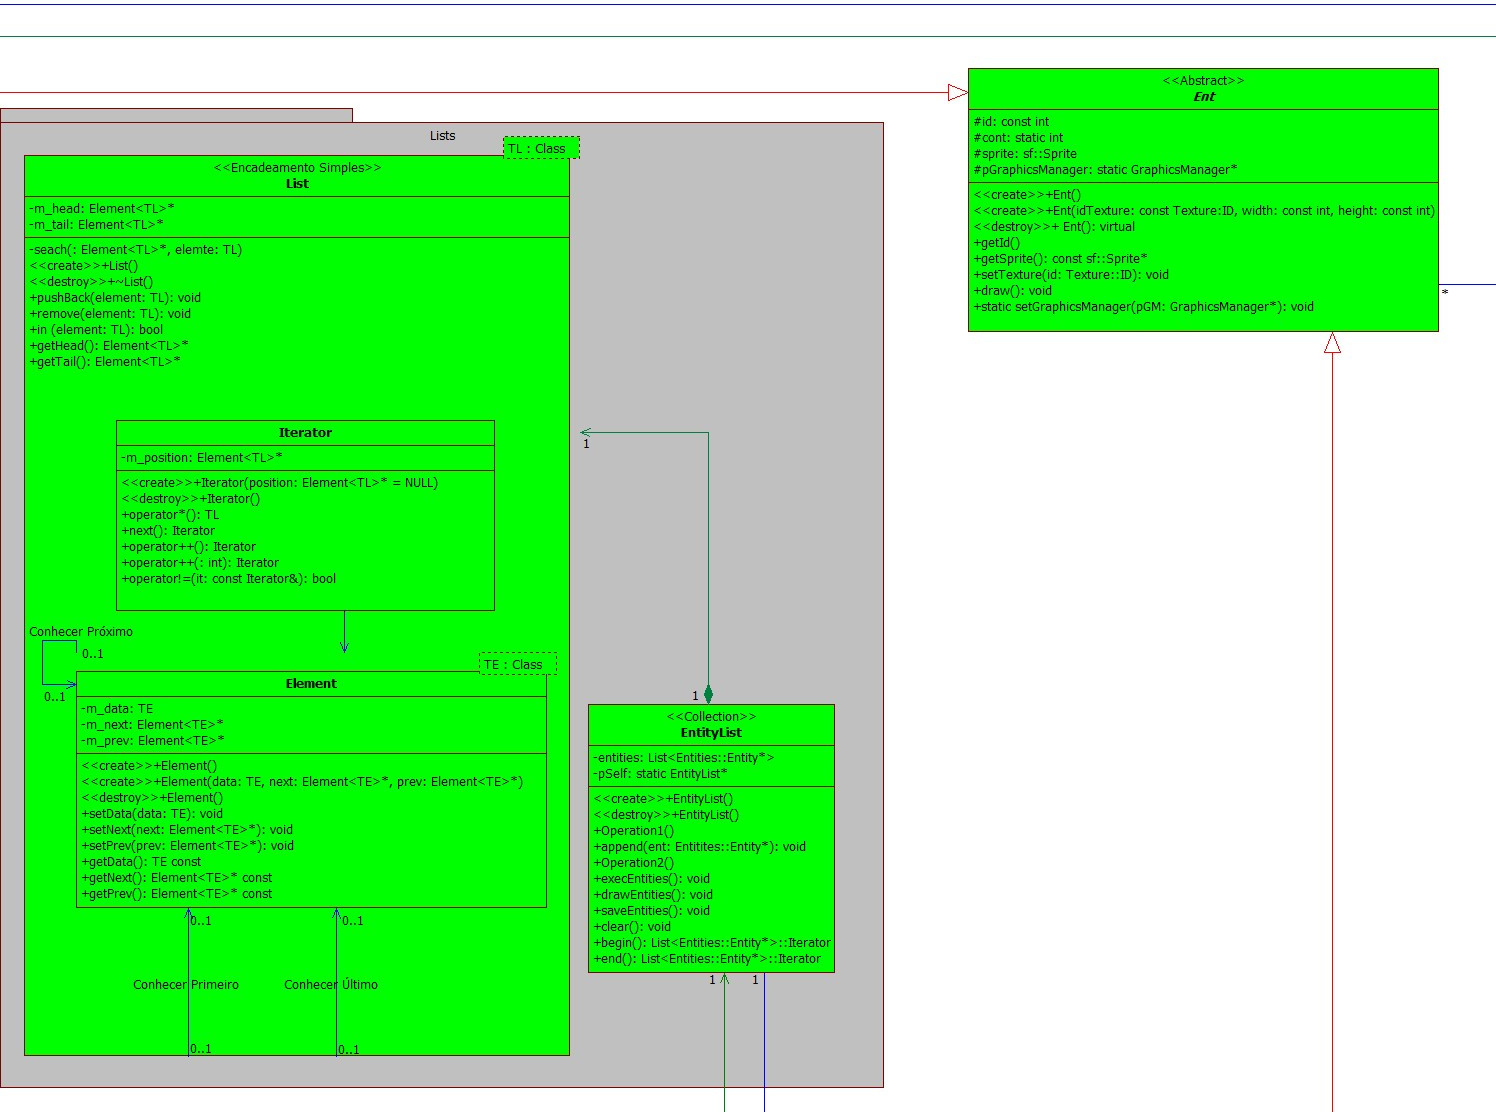 Lists
TL : Class
<<Encadeamento Simples>>
List
-m_head: Element<TL>*
-m_tail: Element<TL>*
-seach(: Element<TL>*, elemte: TL)
<<create>>+List()
<<destroy>>+~List()
+pushBack(element: TL): void
+remove(element: TL): void
+in (element: TL): bool
+getHead(): Element<TL>*
+getTail(): Element<TL>*
Iterator
-m_position: Element<TL>*
<<create>>+Iterator(position: Element<TL>* = NULL)
<<destroy>>+Iterator()
+operator*(): TL
+next(): Iterator
+operator++(): Iterator
+operator++(: int): Iterator
+operator!=(it: const Iterator&): bool
Conhecer Próximo
0..1
0..1
TE : Class
Element
-m_data: TE
-m_next: Element<TE>*
-m_prev: Element<TE>*
<<create>>+Element()
<<create>>+Element(data: TE, next: Element<TE>*, prev: Element<TE>*)
<<destroy>>+Element()
+setData(data: TE): void
+setNext(next: Element<TE>*): void
+setPrev(prev: Element<TE>*): void
+getData(): TE const
+getNext(): Element<TE>* const
+getPrev(): Element<TE>* const
0..1
0..1
Conhecer Primeiro
Conhecer Último
0..1
0..1
1
1
<<Collection>>
EntityList
-entities: List<Entities::Entity*>
-pSelf: static EntityList*
<<create>>+EntityList()
<<destroy>>+EntityList()
+Operation1()
+append(ent: Entitites::Entity*): void
+Operation2()
+execEntities(): void
+drawEntities(): void
+saveEntities(): void
+clear(): void
+begin(): List<Entities::Entity*>::Iterator
+end(): List<Entities::Entity*>::Iterator
1
1
<<Abstract>>
Ent
#id: const int
#cont: static int
#sprite: sf::Sprite
#pGraphicsManager: static GraphicsManager*
<<create>>+Ent()
<<create>>+Ent(idTexture: const Texture:ID, width: const int, height: const int)
<<destroy>>+ Ent(): virtual
+getId()
+getSprite(): const sf::Sprite*
+setTexture(id: Texture::ID): void
+draw(): void
+static setGraphicsManager(pGM: GraphicsManager*): void
*